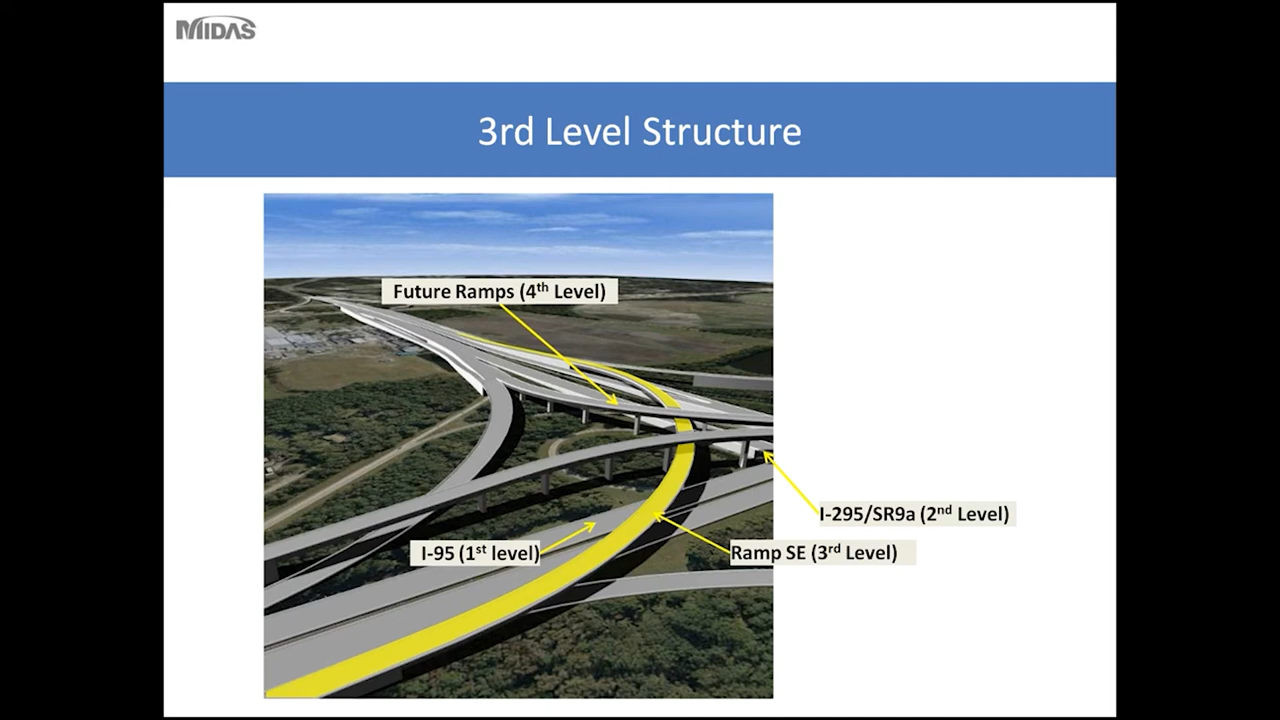 MIDAS
3rd Level Structure
Future Ramps (4th Level)
I-295/SR9a (2nd Level)
I-95 (1st level)
Ramp SE (3rd Level)